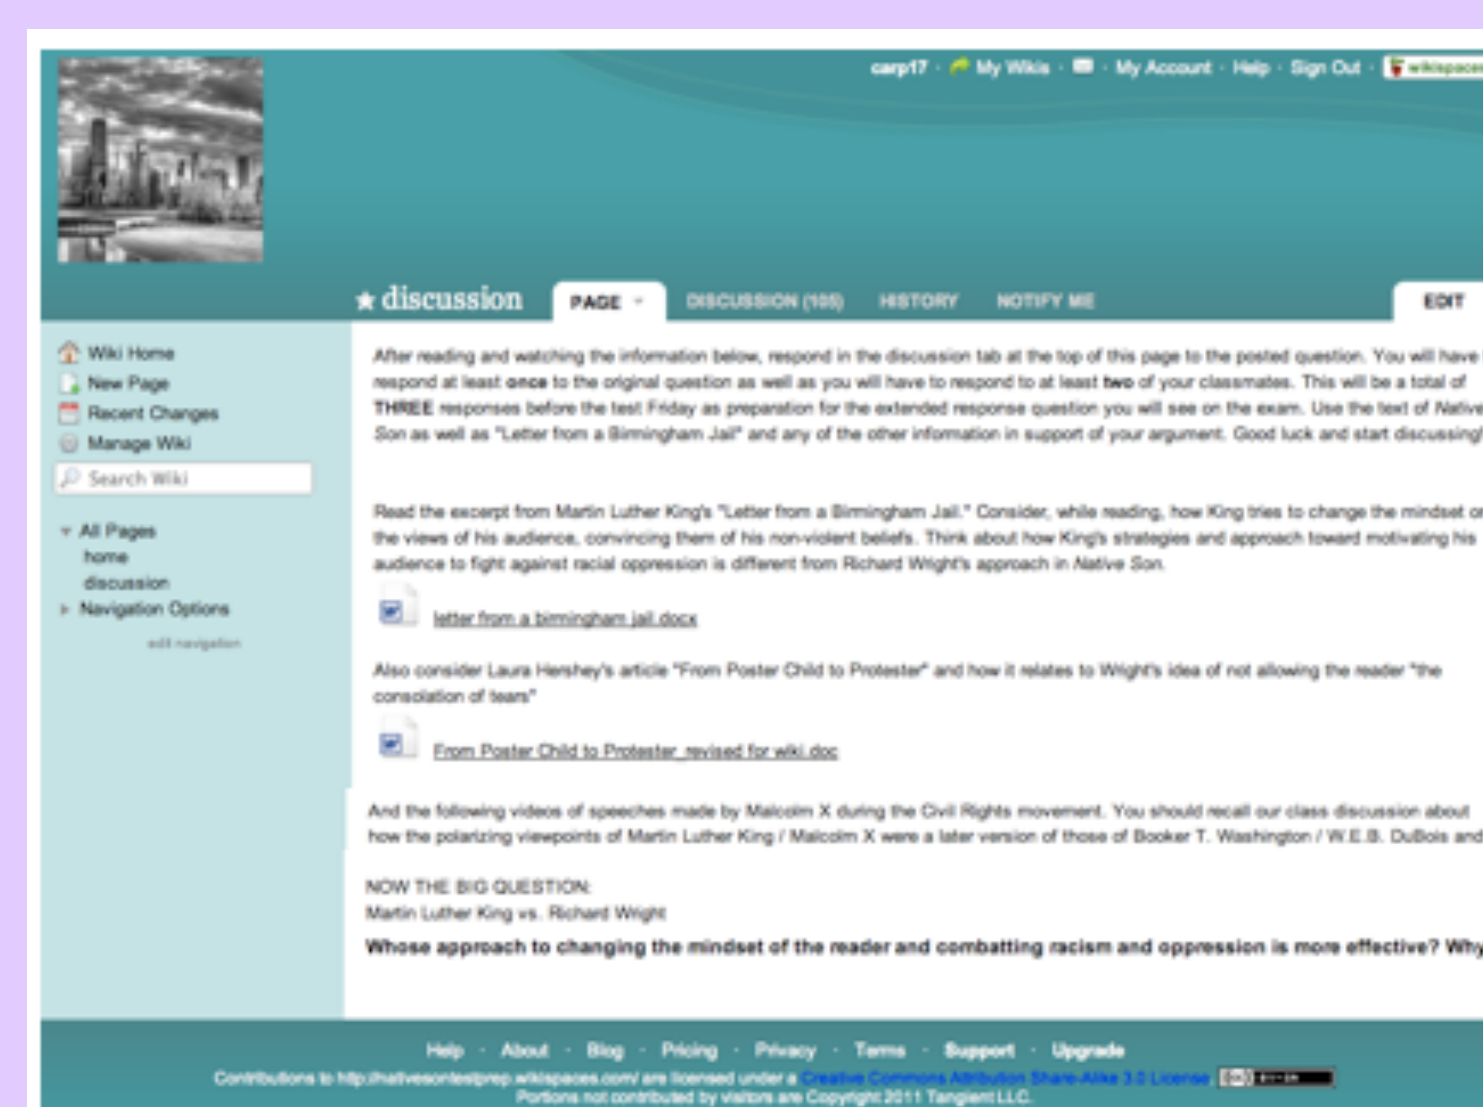 carp17 · My Wikis · · My Account · Help · Sign Out · wikispaces
discussion PAGE DISCUSSION (105) HISTORY NOTIFY ME EDIT
Wiki Home
New Page
Recent Changes
Manage Wiki
Search Wiki
All Pages
home
discussion
Navigation Options
edit navigation
After reading and watching the information below, respond in the discussion tab at the top of this page to the posted question. You will have
respond at least once to the original question as well as you will have to respond to at least two of your classmates. This will be a total of
THREE responses before the test Friday as preparation for the extended response question you will see on the exam. Use the text of Native
Son as well as "Letter from a Birmingham Jail" and any of the other information in support of your argument. Good luck and start discussing!
Read the excerpt from Martin Luther King's "Letter from a Birmingham Jail." Consider, while reading, how King tries to change the mindset or
the views of his audience, convincing them of his non-violent beliefs. Think about how King's strategies and approach toward motivating his
audience to fight against racial oppression is different from Richard Wright's approach in Native Son.
letter from a birmingham jail.docx
Also consider Laura Hershey's article "From Poster Child to Protester" and how it relates to Wright's idea of not allowing the reader "the
consolation of tears"
From Poster Child to Protester_revised for wiki.doc
And the following videos of speeches made by Malcolm X during the Civil Rights movement. You should recall our class discussion about
how the polarizing viewpoints of Martin Luther King / Malcolm X were a later version of those of Booker T. Washington / W.E.B. DuBois and
NOW THE BIG QUESTION:
Martin Luther King vs. Richard Wright
Whose approach to changing the mindset of the reader and combatting racism and oppression is more effective? Why
Help · About · Blog · Pricing · Privacy · Terms · Support · Upgrade
Contributions to http://nativesontestprep.wikispaces.com/ are licensed under a Creative Commons Attribution Share-Alike 3.0 License.
Portions not contributed by visitors are Copyright 2011 Tangient LLC.